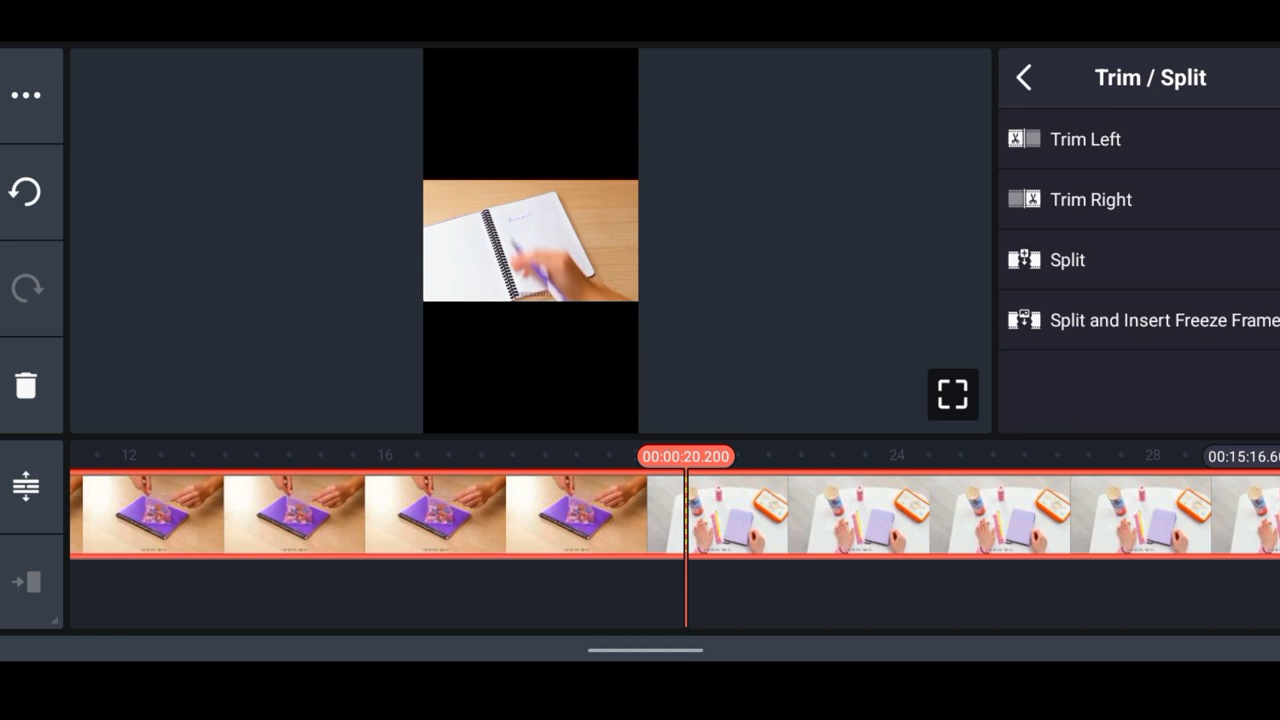 Trim / Split
Trim Left
Trim Right
Split
Split and Insert Freeze Frame
12
16
00:00:20.200
24
28
00:15:16.6